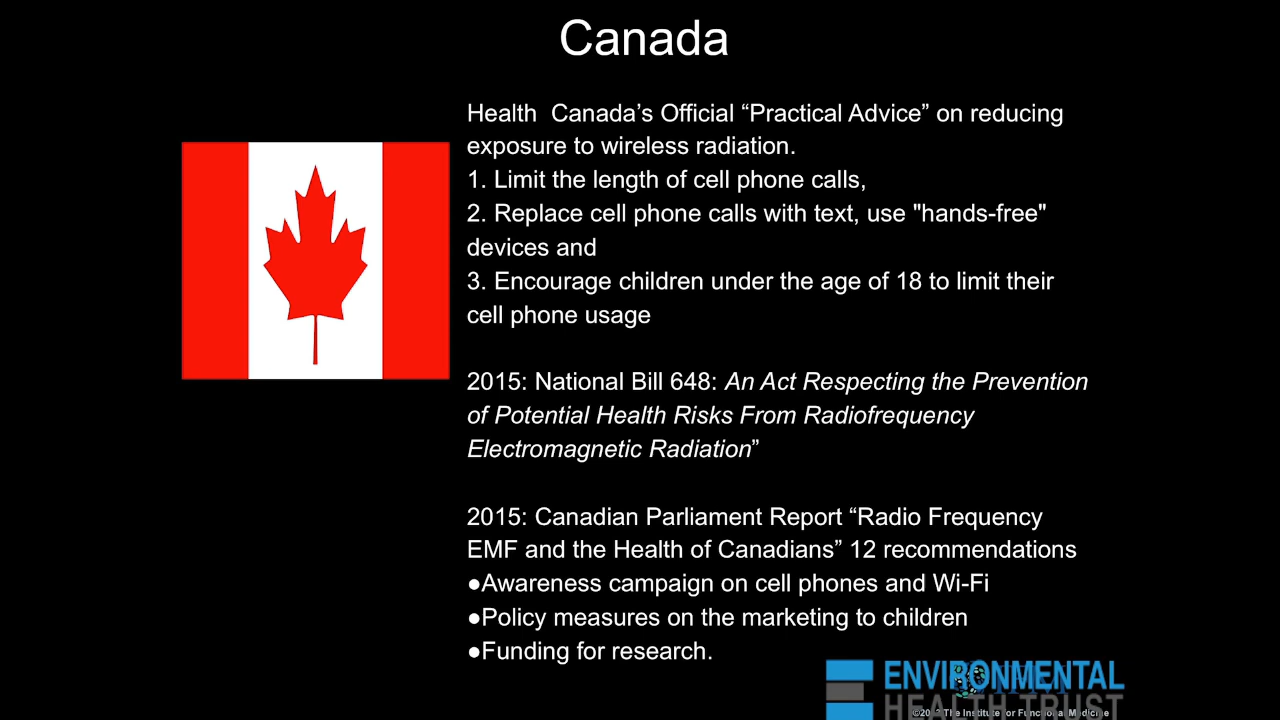 Canada
Health  Canada’s Official “Practical Advice” on reducing
exposure to wireless radiation.
1. Limit the length of cell phone calls,
2. Replace cell phone calls with text, use "hands-free"
devices and
3. Encourage children under the age of 18 to limit their
cell phone usage
2015: National Bill 648: An Act Respecting the Prevention
of Potential Health Risks From Radiofrequency
Electromagnetic Radiation”
2015: Canadian Parliament Report “Radio Frequency
EMF and the Health of Canadians” 12 recommendations
●Awareness campaign on cell phones and Wi-Fi
●Policy measures on the marketing to children
●Funding for research.
ENVIRONMENTAL
HEALTH TRUST
The Institute for Functional Medicine